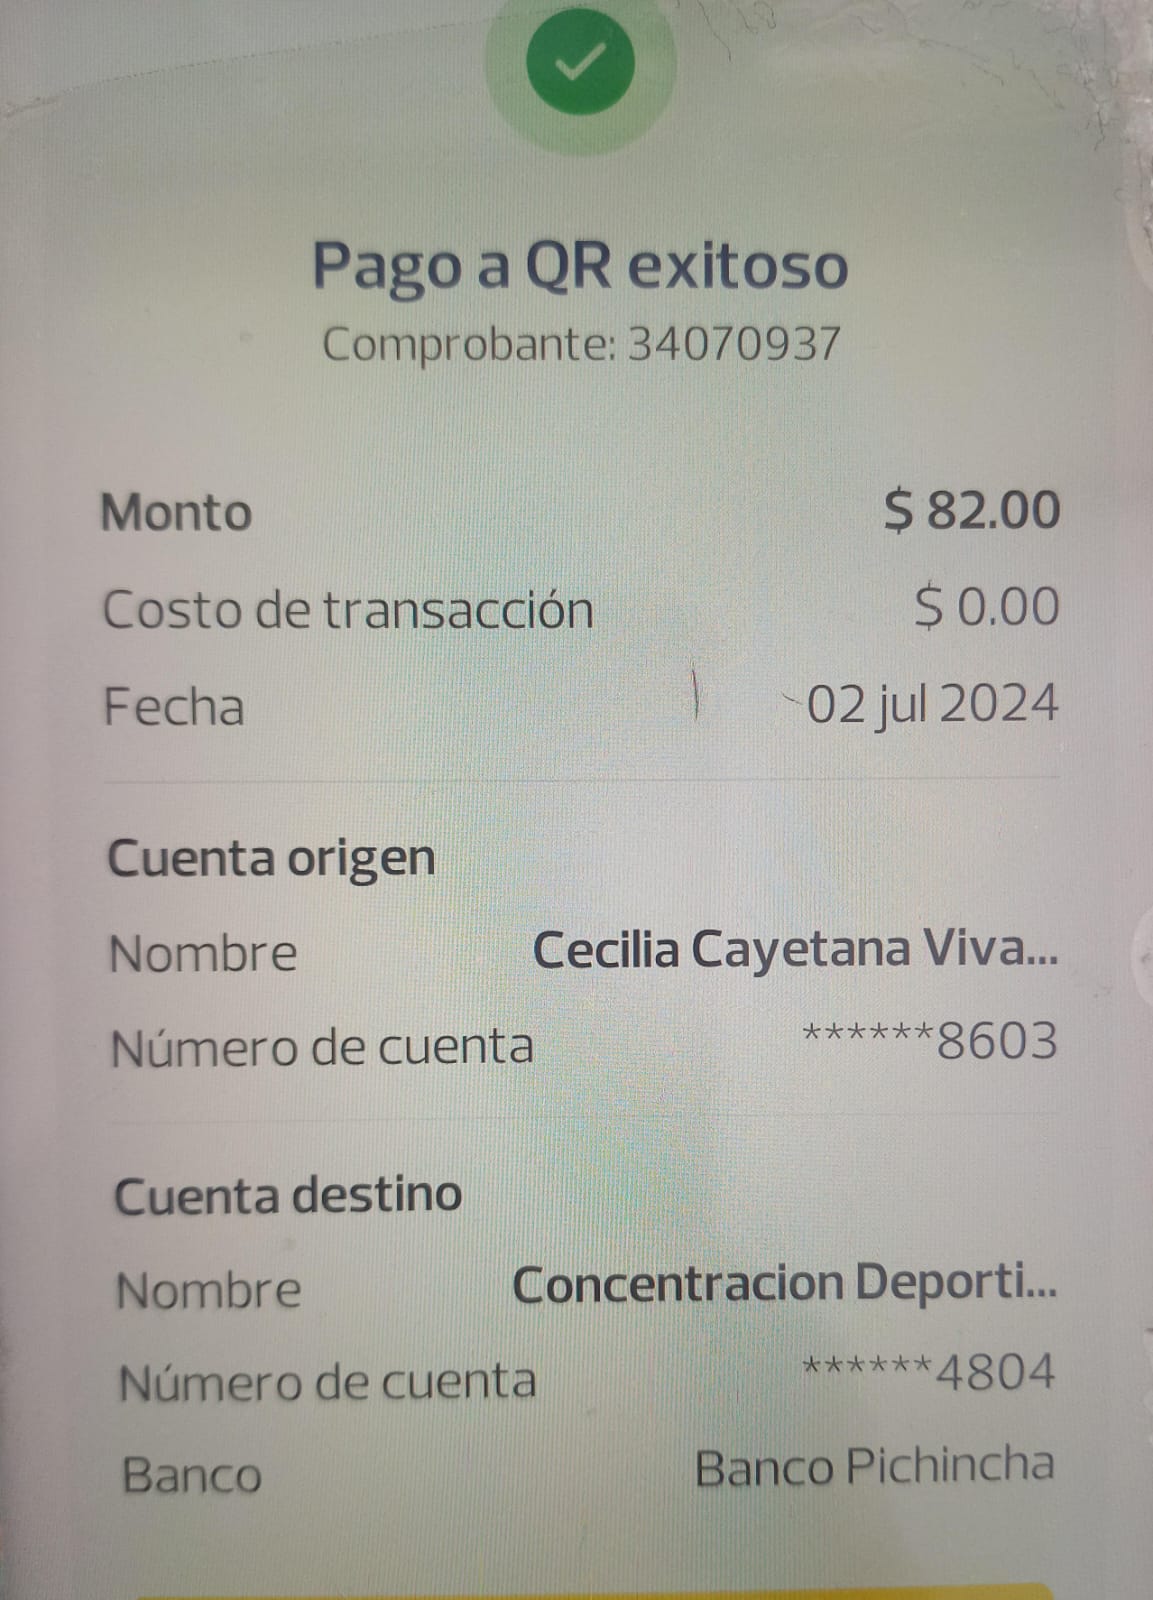 Pago a QR exitoso
Comprobante: 34070937
Monto $ 82.00
Costo de transacción $ 0.00
Fecha 02 jul 2024
Cuenta origen
Nombre Cecilia Cayetana Viva...
Número de cuenta ******8603
Cuenta destino
Nombre Concentracion Deporti...
Número de cuenta ******4804
Banco Banco Pichincha